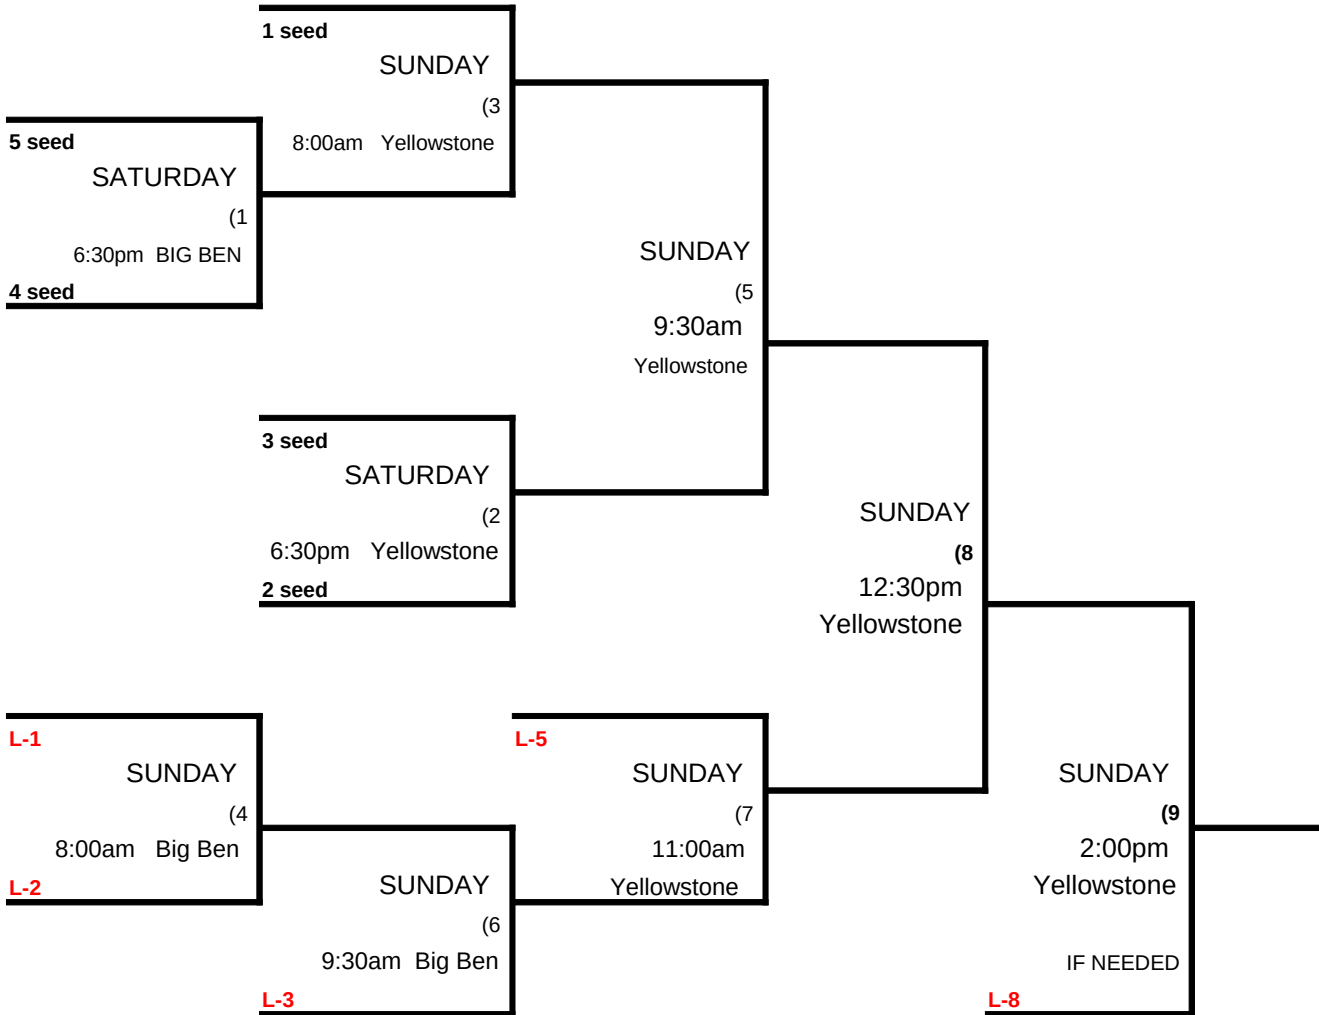 1 seed
SUNDAY
(3
8:00am Yellowstone
5 seed
SATURDAY
(1
6:30pm BIG BEN
4 seed
SUNDAY
(5
9:30am
Yellowstone
3 seed
SATURDAY
(2
6:30pm Yellowstone
2 seed
SUNDAY
(8
12:30pm
Yellowstone
L-1
SUNDAY
(4
8:00am Big Ben
L-2
SUNDAY
(6
9:30am Big Ben
L-3
L-5
SUNDAY
(7
11:00am
Yellowstone
SUNDAY
(9
2:00pm
Yellowstone
IF NEEDED
L-8